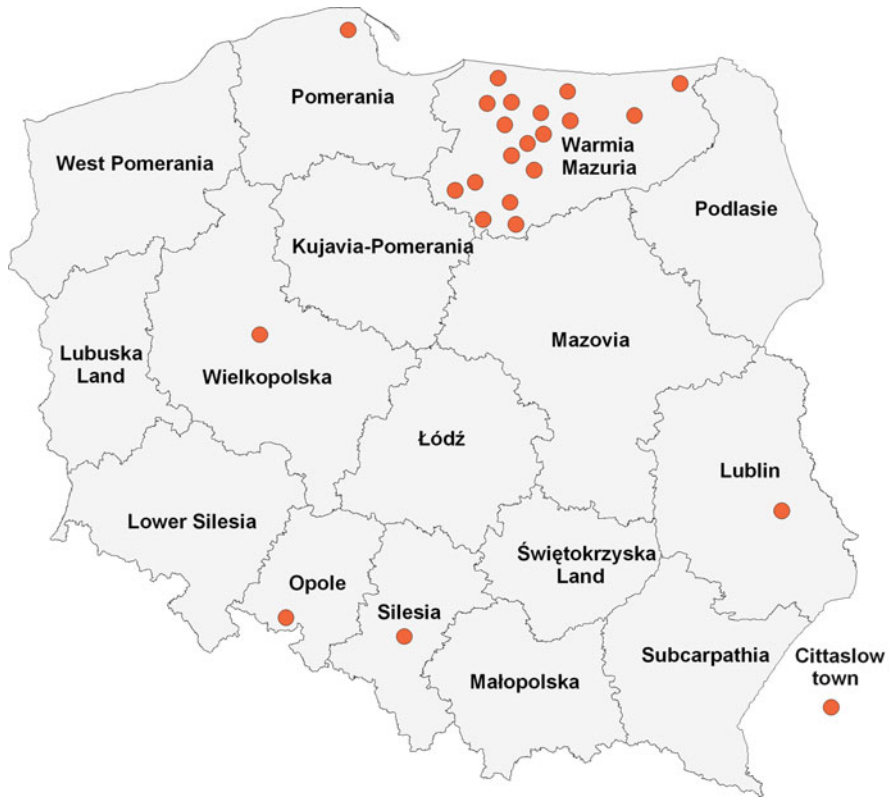 Pomerania
West Pomerania
Warmia
Mazuria
Podlasie
Kujavia-Pomerania
Mazovia
Lubuska
Land
Wielkopolska
Łódź
Lublin
Lower Silesia
Świętokrzyska
Land
Opole
Silesia
Subcarpathia
Małopolska
Cittaslow
town